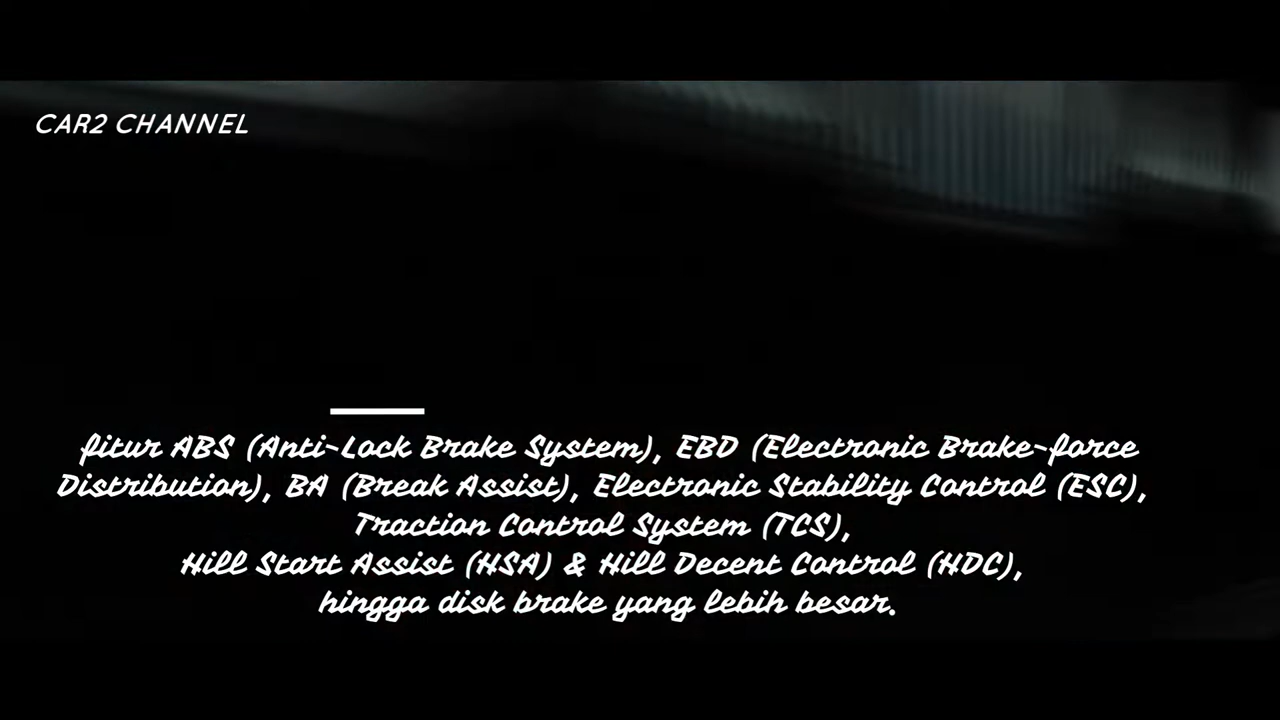 CAR2 CHANNEL
fitur ABS (Anti-Lock Brake System), EBD (Electronic Brake-force
Distribution), BA (Break Assist), Electronic Stability Control (ESC),
Traction Control System (TCS),
Hill Start Assist (HSA) & Hill Decent Control (HDC),
hingga disk brake yang lebih besar.